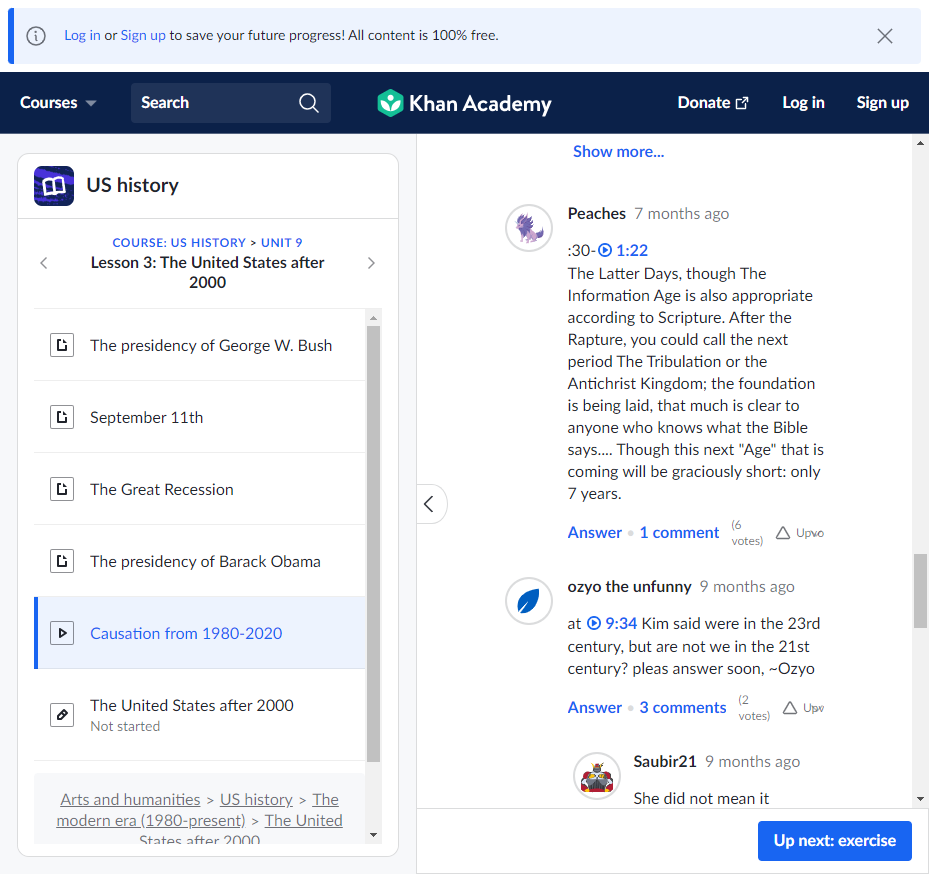 Log in or Sign up to save your future progress! All content is 100% free.
Courses
Search
Khan Academy
Donate
Log in
Sign up
US history
COURSE: US HISTORY > UNIT 9
Lesson 3: The United States after
2000
The presidency of George W. Bush
September 11th
The Great Recession
The presidency of Barack Obama
Causation from 1980-2020
The United States after 2000
Not started
Arts and humanities > US history > The
modern era (1980-present) > The United
States after 2000
Show more...
Peaches 7 months ago
:30- 1:22
The Latter Days, though The
Information Age is also appropriate
according to Scripture. After the
Rapture, you could call the next
period The Tribulation or the
Antichrist Kingdom; the foundation
is being laid, that much is clear to
anyone who knows what the Bible
says.... Though this next "Age" that is
coming will be graciously short: only
7 years.
Answer • 1 comment (6
votes)
ozyo the unfunny 9 months ago
at 9:34 Kim said were in the 23rd
century, but are not we in the 21st
century? pleas answer soon, ~Ozyo
Answer • 3 comments (2
votes)
Saubir21 9 months ago
She did not mean it
Up next: exercise